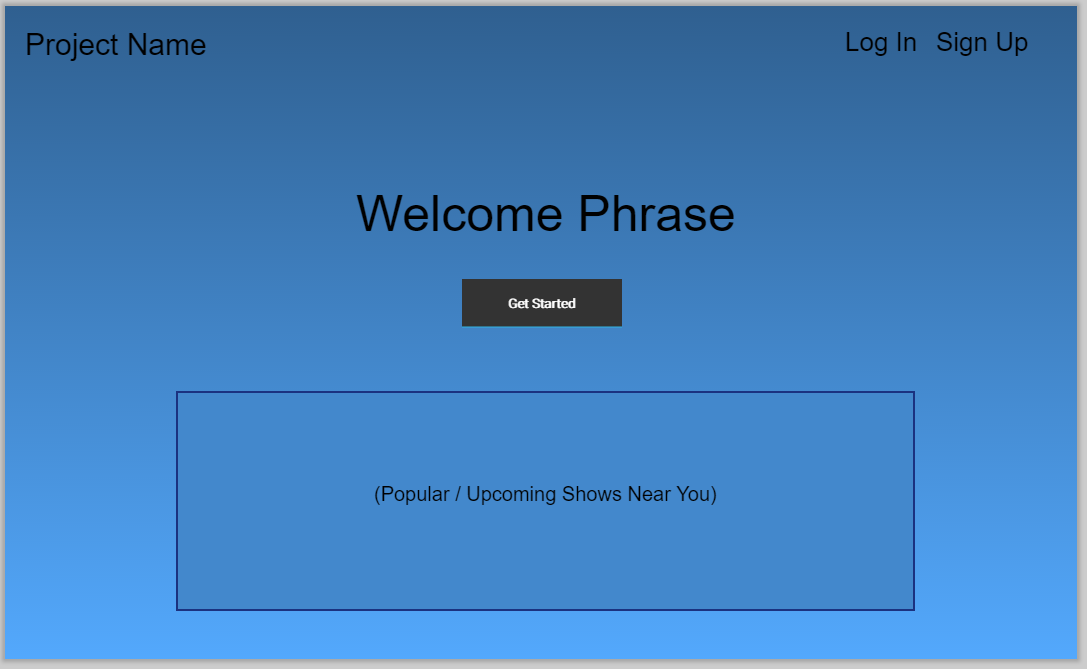 Project Name
Log In Sign Up
Welcome Phrase
Get Started
(Popular / Upcoming Shows Near You)